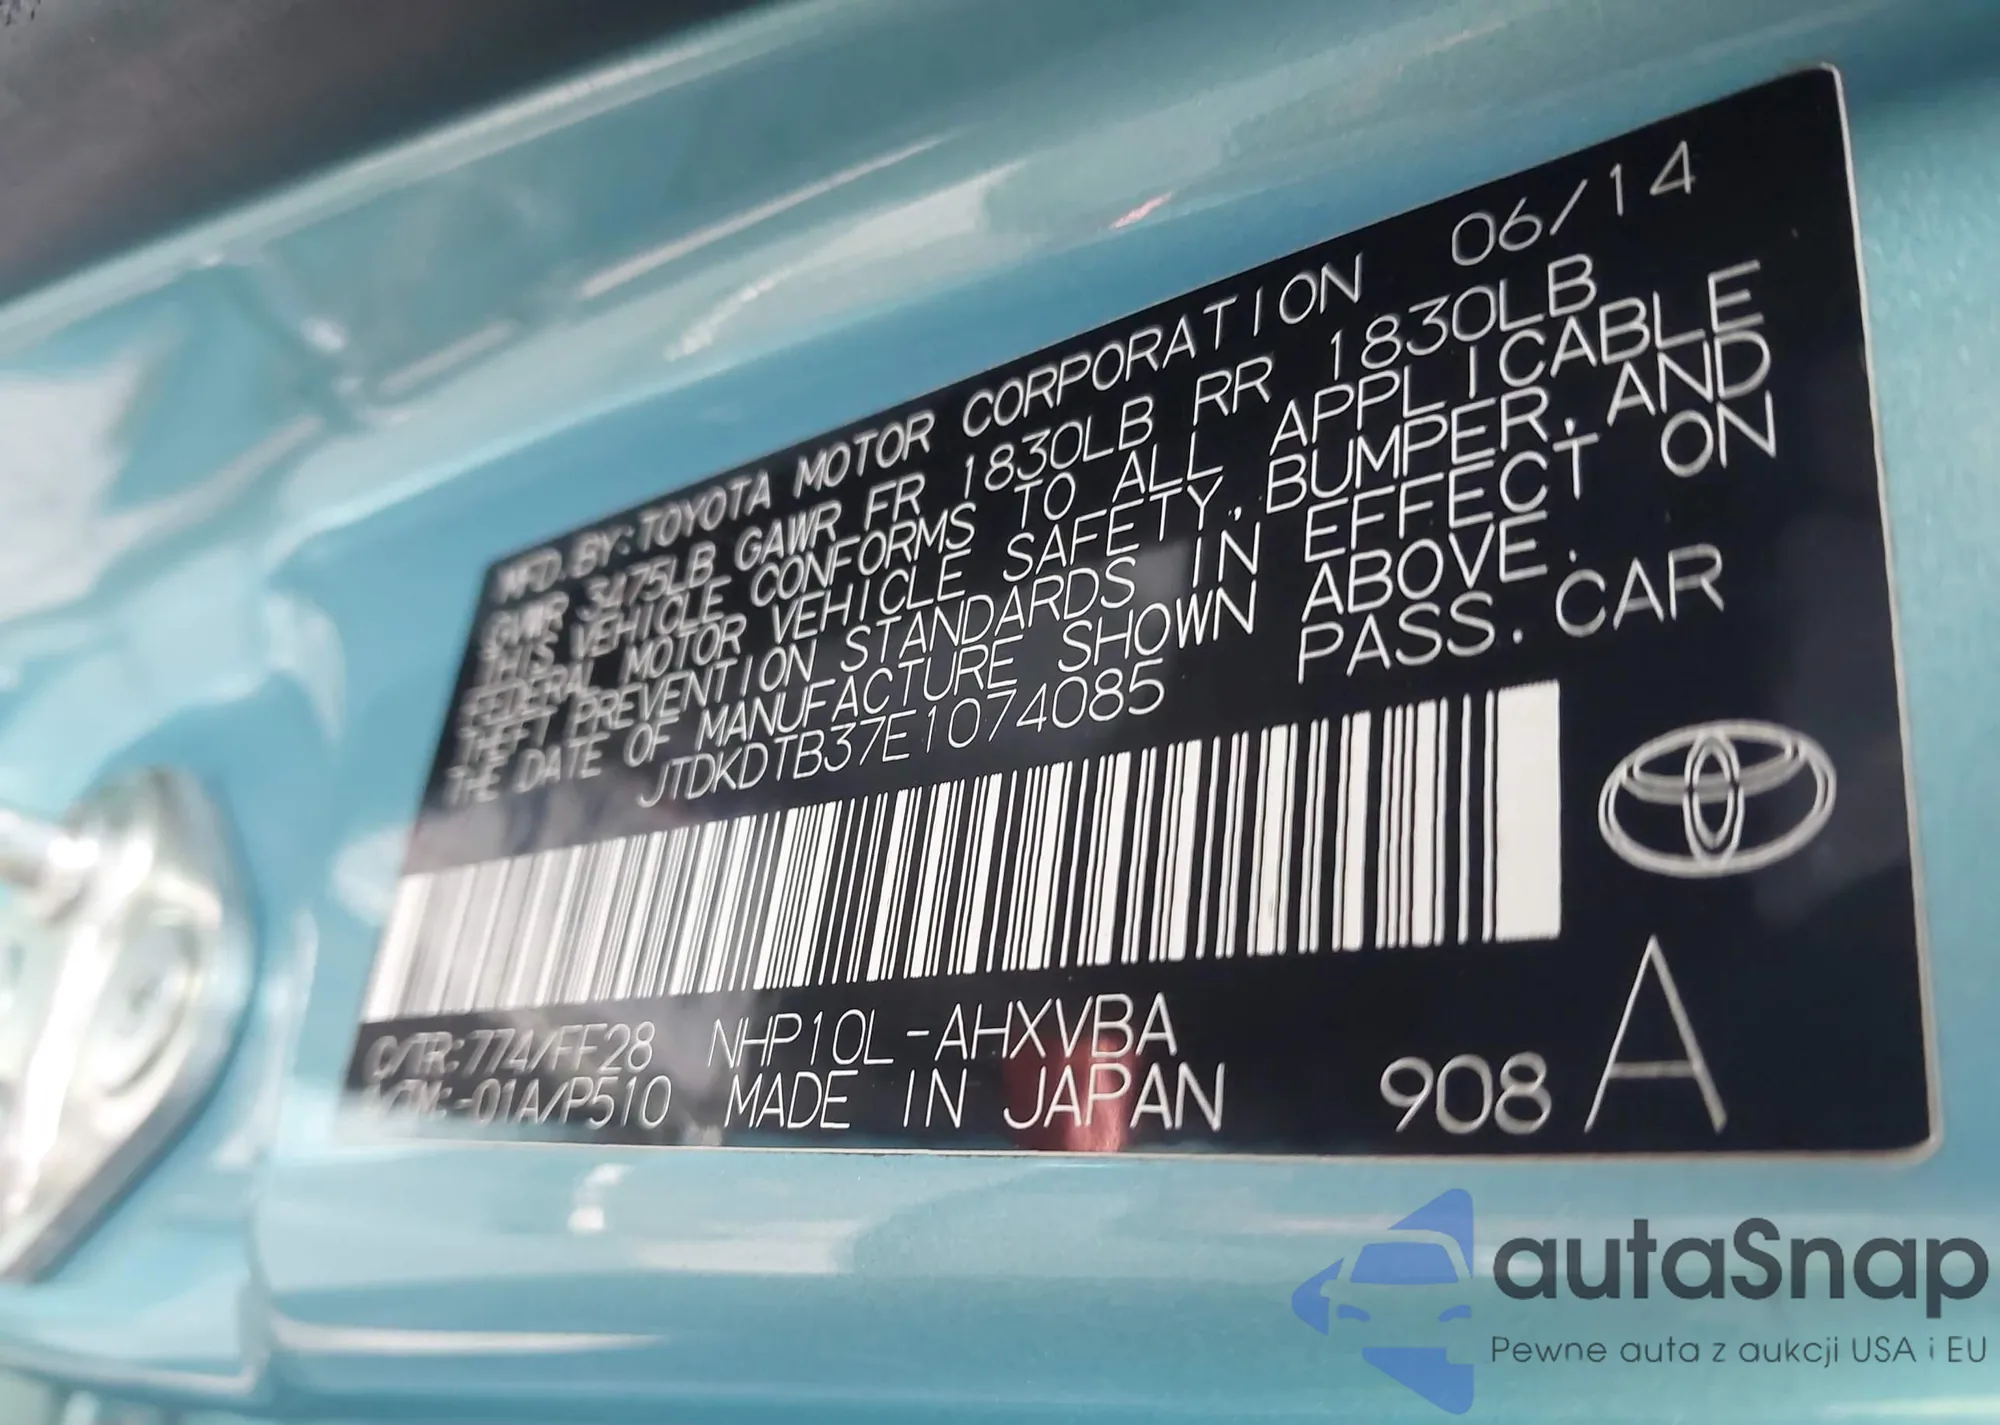 MFD. BY: TOYOTA MOTOR CORPORATION 06/14
GVWR 3475LB GAWR FR 1830LB RR 1830LB
THIS VEHICLE CONFORMS TO ALL APPLICABLE
FEDERAL MOTOR VEHICLE SAFETY, BUMPER, AND
THEFT PREVENTION STANDARDS IN EFFECT ON
THE DATE OF MANUFACTURE SHOWN ABOVE.
JTDKDTB37E1074085 PASS. CAR
C/TR: 774/FF28 NHP10L-AHXVBA
A/TM: -01A/P510 MADE IN JAPAN 908 A
autaSnap
Pewne auta z aukcji USA i EU